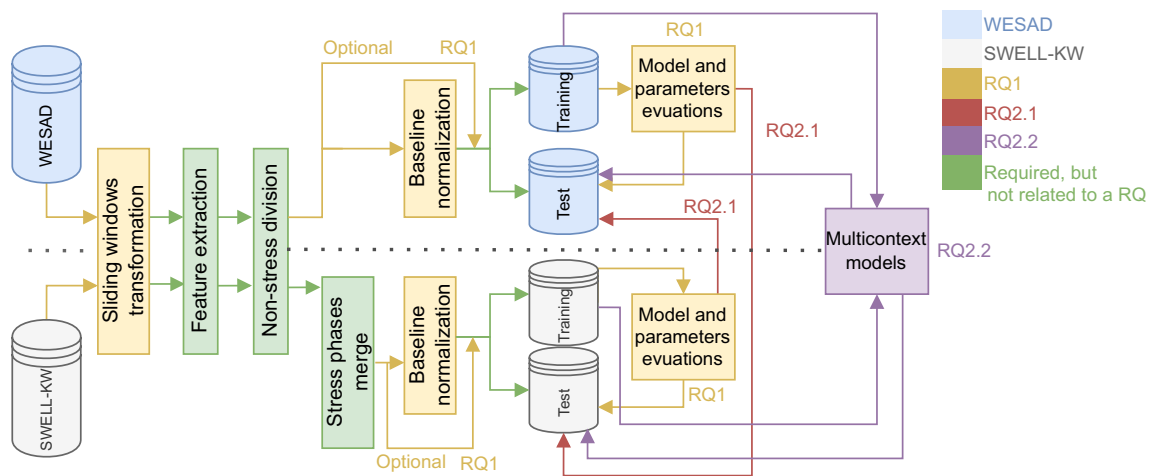 WESAD
SWELL-KW
RQ1
RQ2.1
RQ2.2
Required, but
not related to a RQ
WESAD
Sliding windows
transformation
Feature extraction
Non-stress division
Optional
RQ1
Baseline
normalization
Training
Test
RQ1
Model and
parameters
evuations
RQ2.1
RQ2.1
Multicontext
models
RQ2.2
SWELL-KW
Stress phases
merge
Baseline
normalization
Optional
RQ1
Training
Test
Model and
parameters
evuations
RQ1